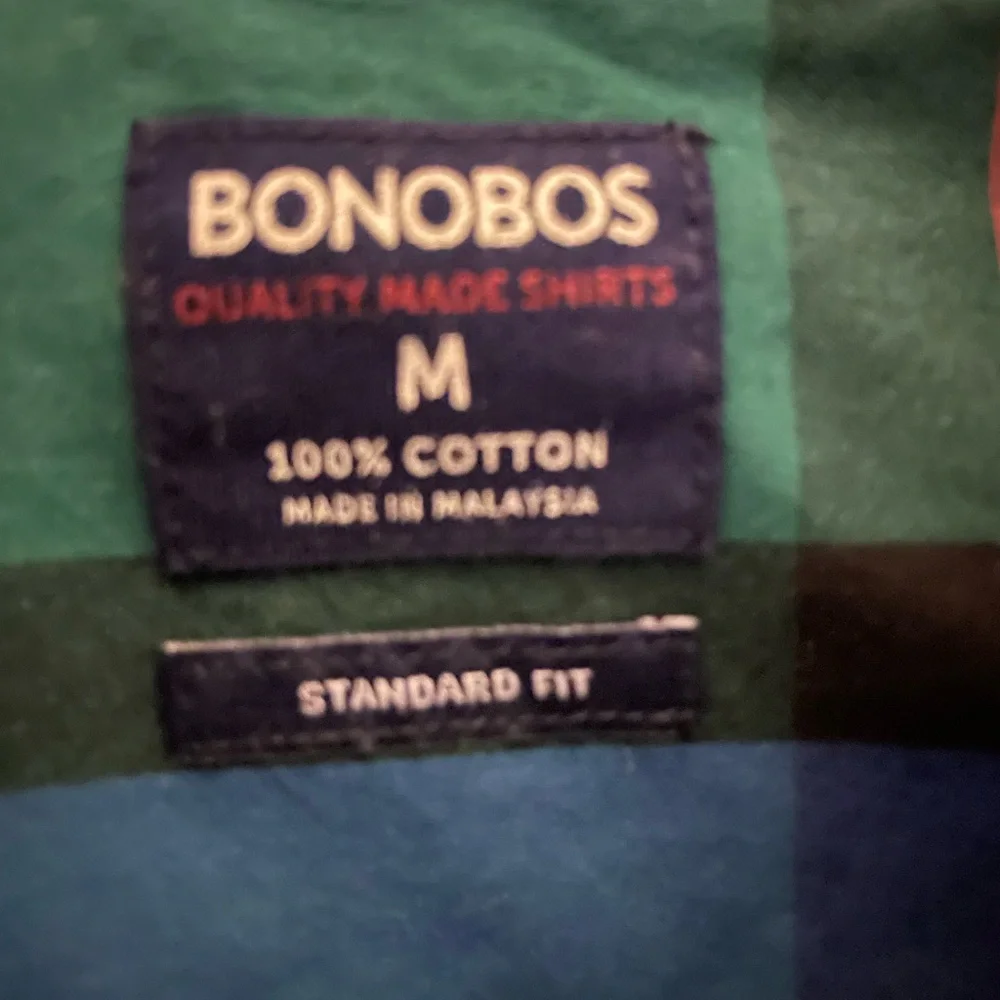 BONOBOS
QUALITY MADE SHIRTS
M
100% COTTON
MADE IN MALAYSIA
STANDARD FIT